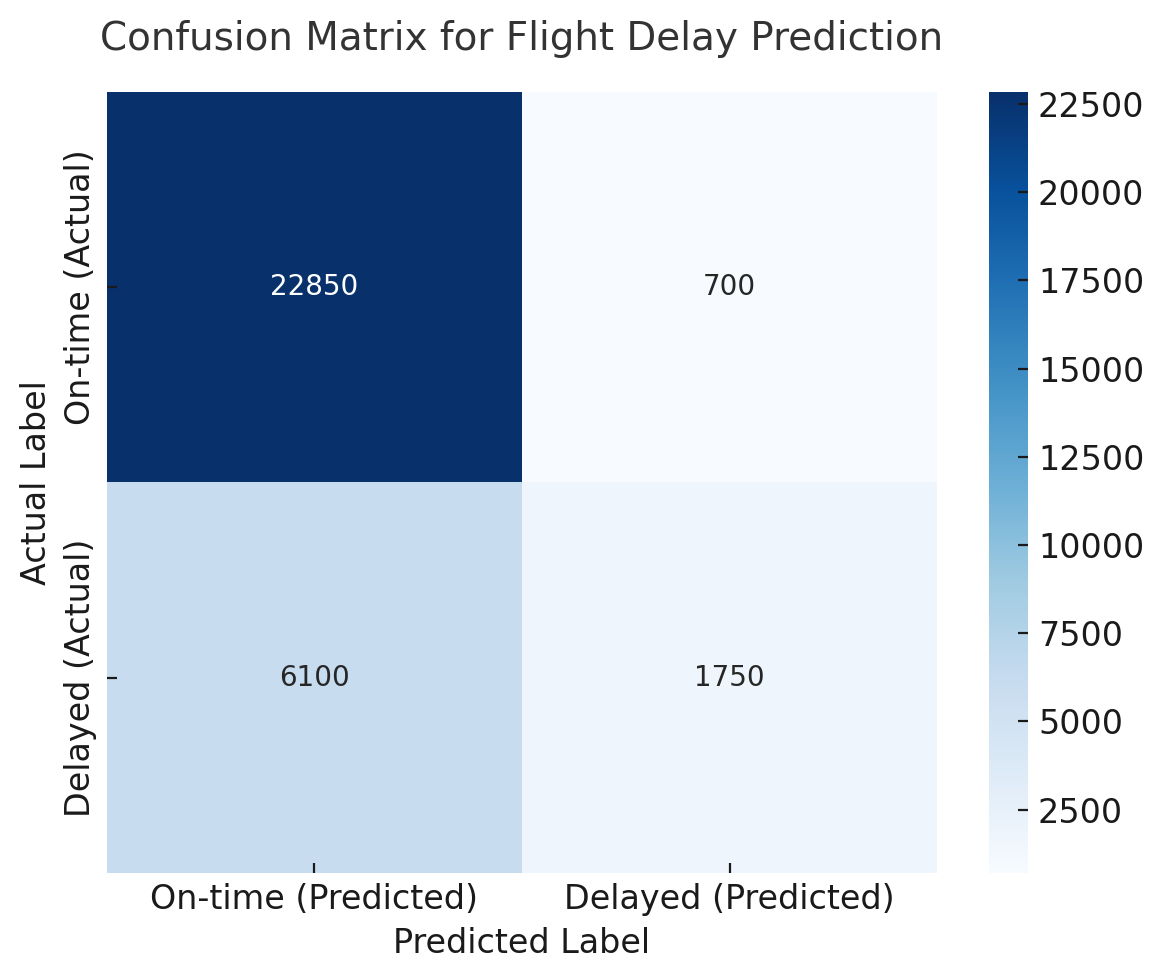 Confusion Matrix for Flight Delay Prediction
Actual Label
On-time (Actual)
Delayed (Actual)
22850
700
6100
1750
On-time (Predicted)
Delayed (Predicted)
Predicted Label
22500
20000
17500
15000
12500
10000
7500
5000
2500